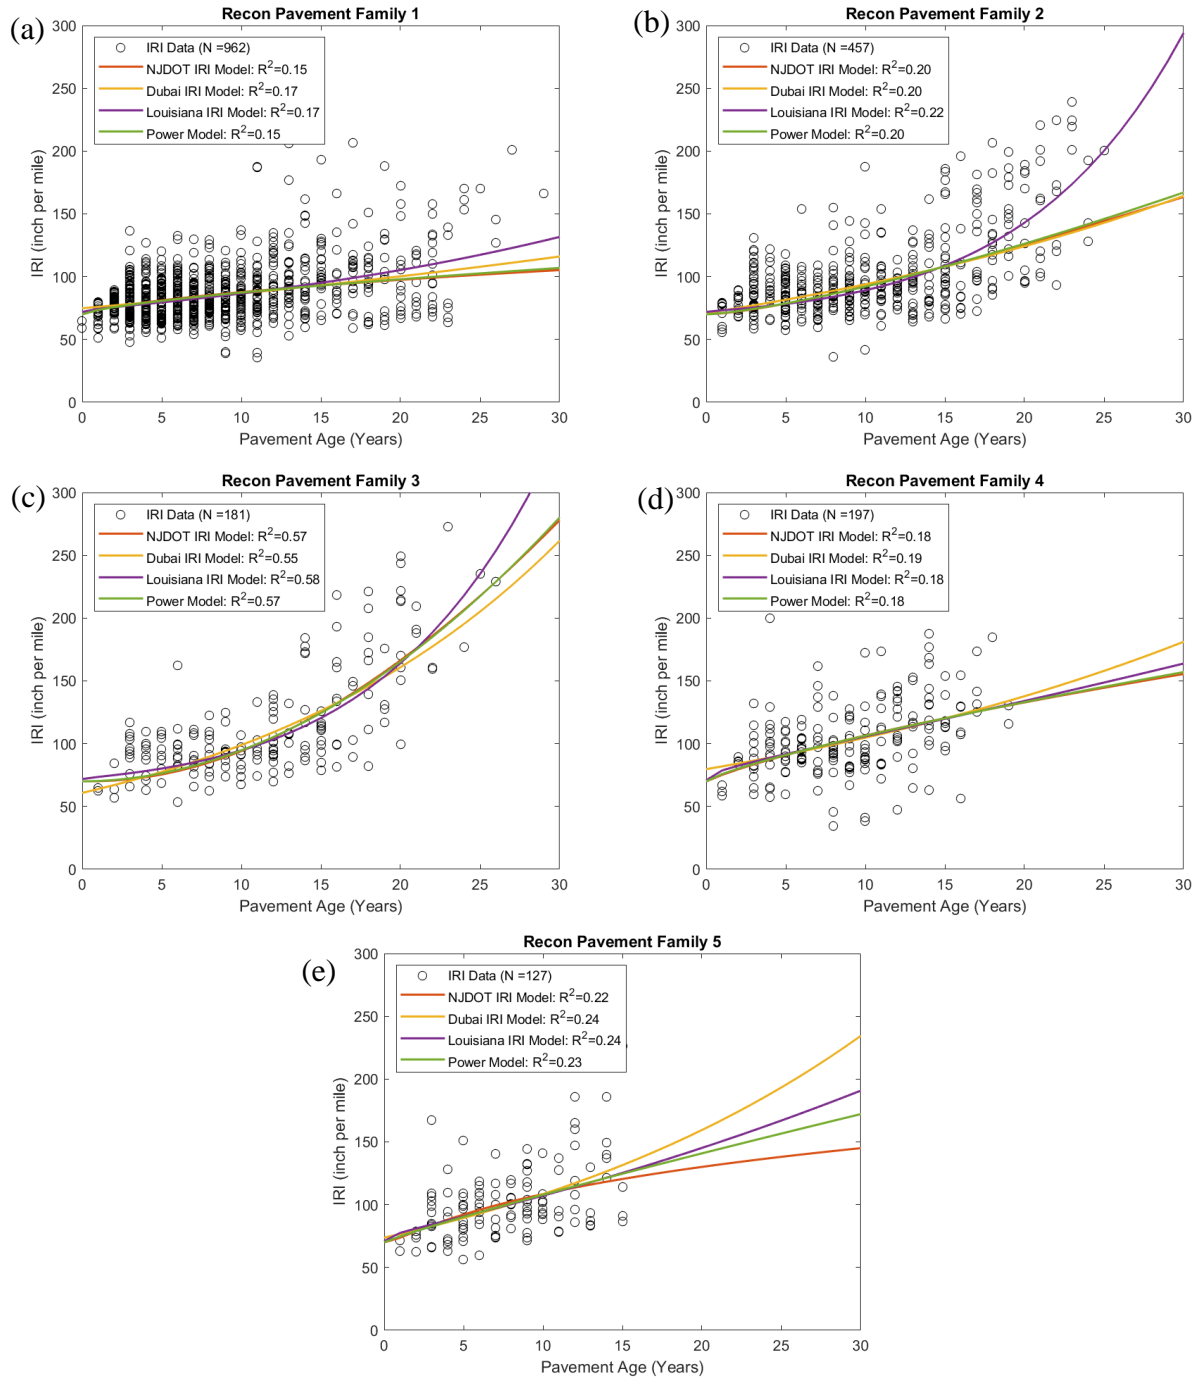 (a)
Recon Pavement Family 1
IRI Data (N =962)
NJDOT IRI Model: R²=0.15
Dubai IRI Model: R²=0.17
Louisiana IRI Model: R²=0.17
Power Model: R²=0.15
IRI (inch per mile)
300
250
200
150
100
50
0
0 5 10 15 20 25 30
Pavement Age (Years)
(b)
Recon Pavement Family 2
IRI Data (N =457)
NJDOT IRI Model: R²=0.20
Dubai IRI Model: R²=0.20
Louisiana IRI Model: R²=0.22
Power Model: R²=0.20
IRI (inch per mile)
300
250
200
150
100
50
0
0 5 10 15 20 25 30
Pavement Age (Years)
(c)
Recon Pavement Family 3
IRI Data (N =181)
NJDOT IRI Model: R²=0.57
Dubai IRI Model: R²=0.55
Louisiana IRI Model: R²=0.58
Power Model: R²=0.57
IRI (inch per mile)
300
250
200
150
100
50
0
0 5 10 15 20 25 30
Pavement Age (Years)
(d)
Recon Pavement Family 4
IRI Data (N =197)
NJDOT IRI Model: R²=0.18
Dubai IRI Model: R²=0.19
Louisiana IRI Model: R²=0.18
Power Model: R²=0.18
IRI (inch per mile)
300
250
200
150
100
50
0
0 5 10 15 20 25 30
Pavement Age (Years)
(e)
Recon Pavement Family 5
IRI Data (N =127)
NJDOT IRI Model: R²=0.22
Dubai IRI Model: R²=0.24
Louisiana IRI Model: R²=0.24
Power Model: R²=0.23
IRI (inch per mile)
300
250
200
150
100
50
0
0 5 10 15 20 25 30
Pavement Age (Years)